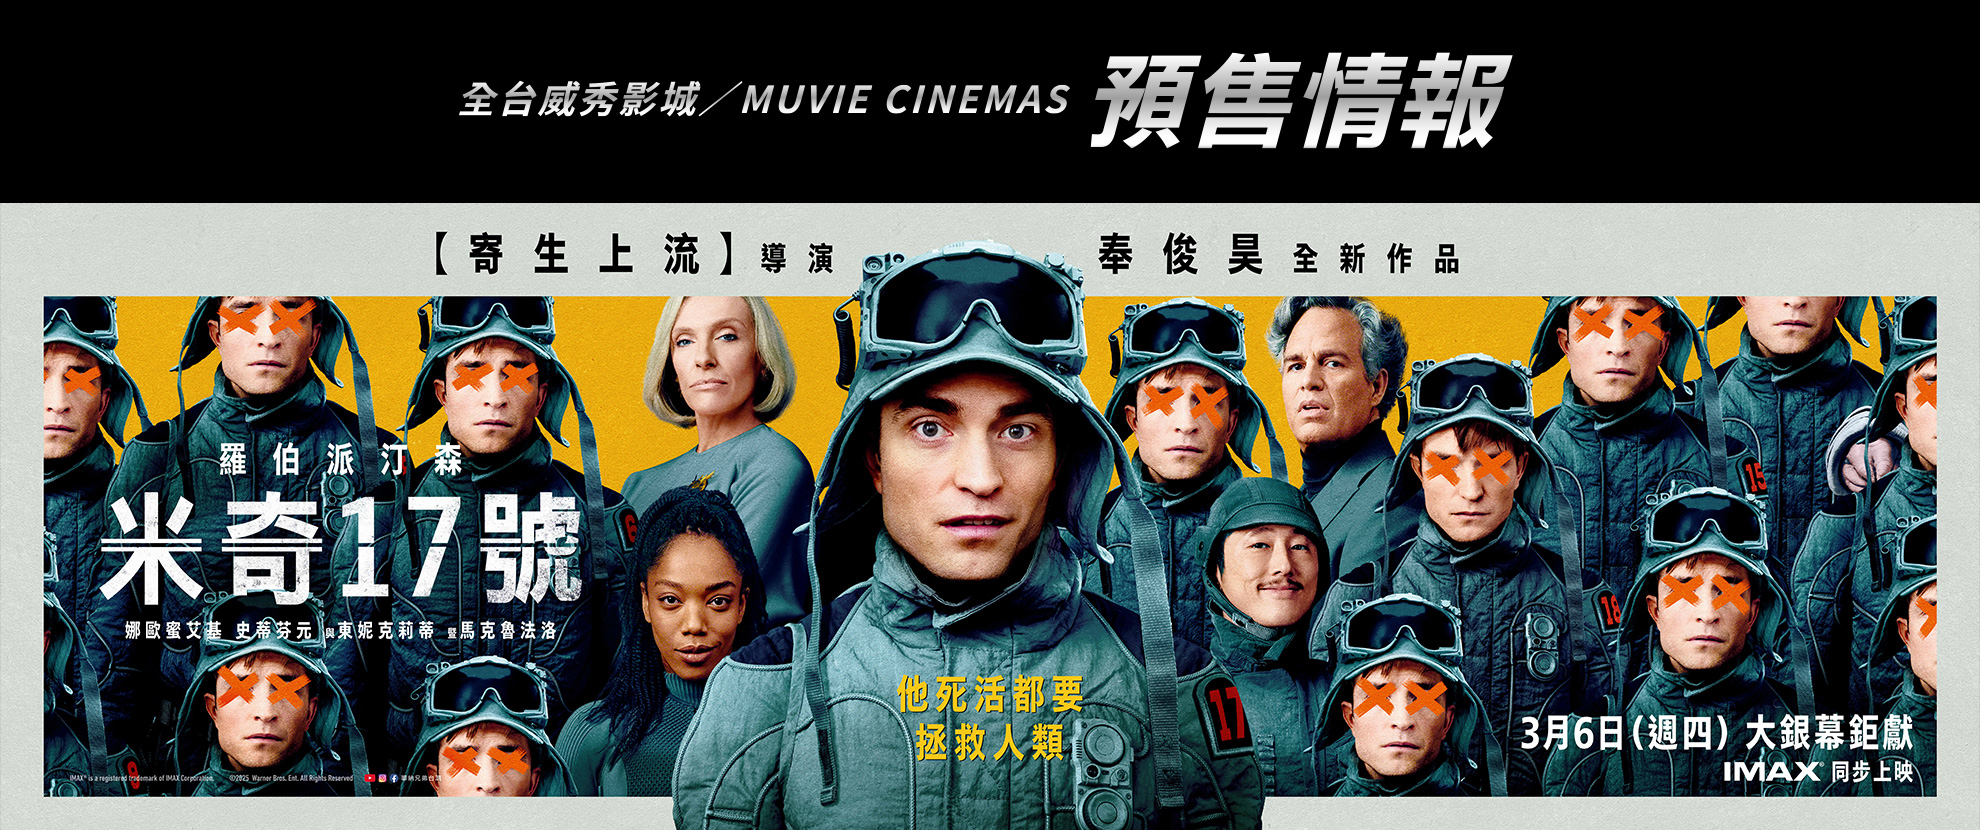 全台威秀影城／MUVIE CINEMAS 預售情報
【寄生上流】導演 奉俊昊全新作品
羅伯派汀森
米奇17號
娜歐蜜艾基 史蒂芬元 與東妮克莉蒂 暨馬克魯法洛
他死活都要
拯救人類
6
15
18
17
8
3月6日(週四) 大銀幕鉅獻
IMAX® 同步上映
IMAX® is a registered trademark of IMAX Corporation. ©2025 Warner Bros. Ent. All Rights Reserved 華納兄弟台灣